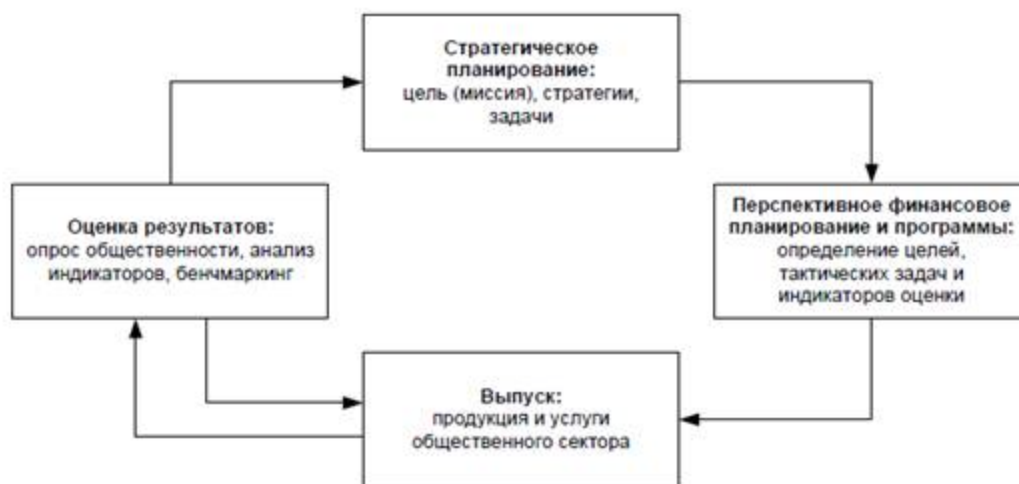 Стратегическое
планирование:
цель (миссия), стратегии,
задачи
Оценка результатов:
опрос общественности, анализ
индикаторов, бенчмаркинг
Перспективное финансовое
планирование и программы:
определение целей,
тактических задач и
индикаторов оценки
Выпуск:
продукция и услуги
общественного сектора